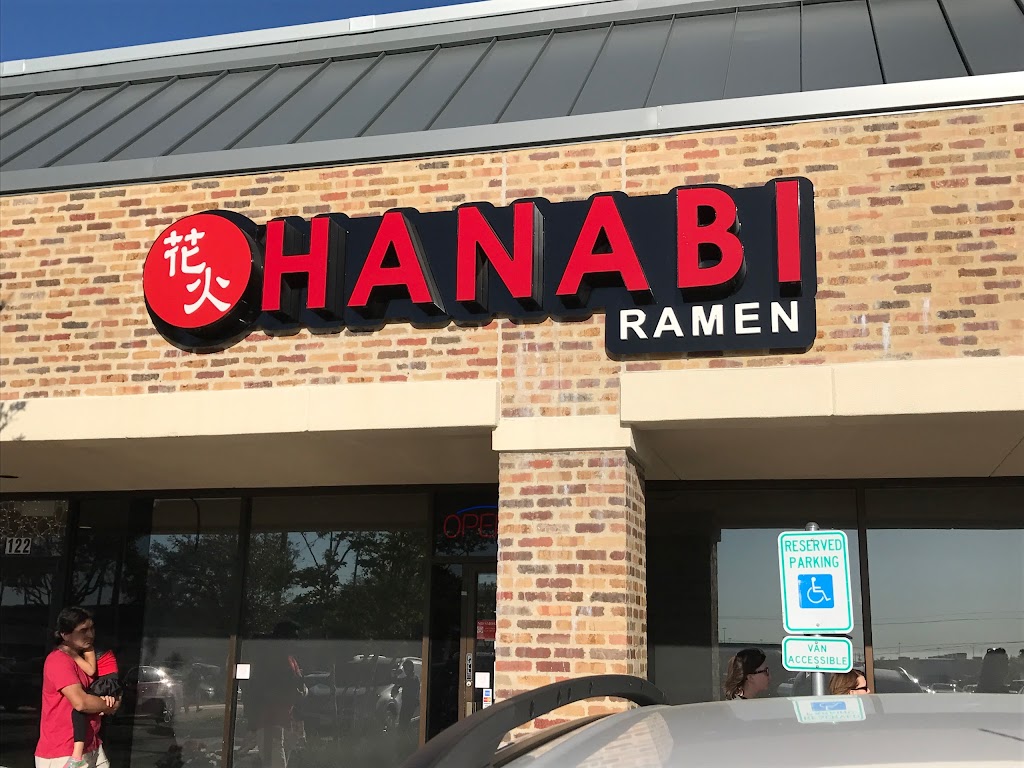 花火
HANABI
RAMEN
122
OPEN
RESERVED
PARKING
VAN
ACCESSIBLE